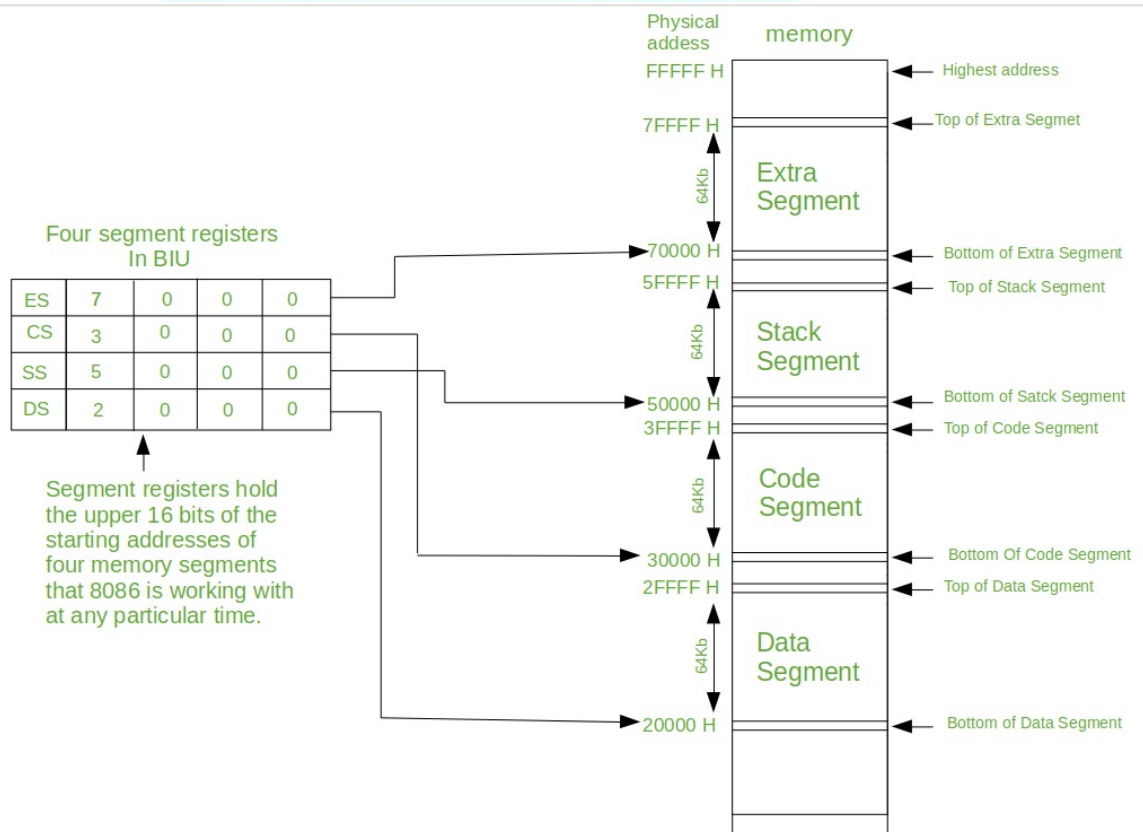 Physical
addess
memory
FFFFF H
Highest address
7FFFF H
Top of Extra Segmet
64Kb
Extra
Segment
Four segment registers
In BIU
70000 H
Bottom of Extra Segment
5FFFF H
Top of Stack Segment
ES 7 0 0 0
CS 3 0 0 0
SS 5 0 0 0
DS 2 0 0 0
64Kb
Stack
Segment
50000 H
Bottom of Satck Segment
3FFFF H
Top of Code Segment
Segment registers hold
the upper 16 bits of the
starting addresses of
four memory segments
that 8086 is working with
at any particular time.
64Kb
Code
Segment
30000 H
Bottom Of Code Segment
2FFFF H
Top of Data Segment
64Kb
Data
Segment
20000 H
Bottom of Data Segment